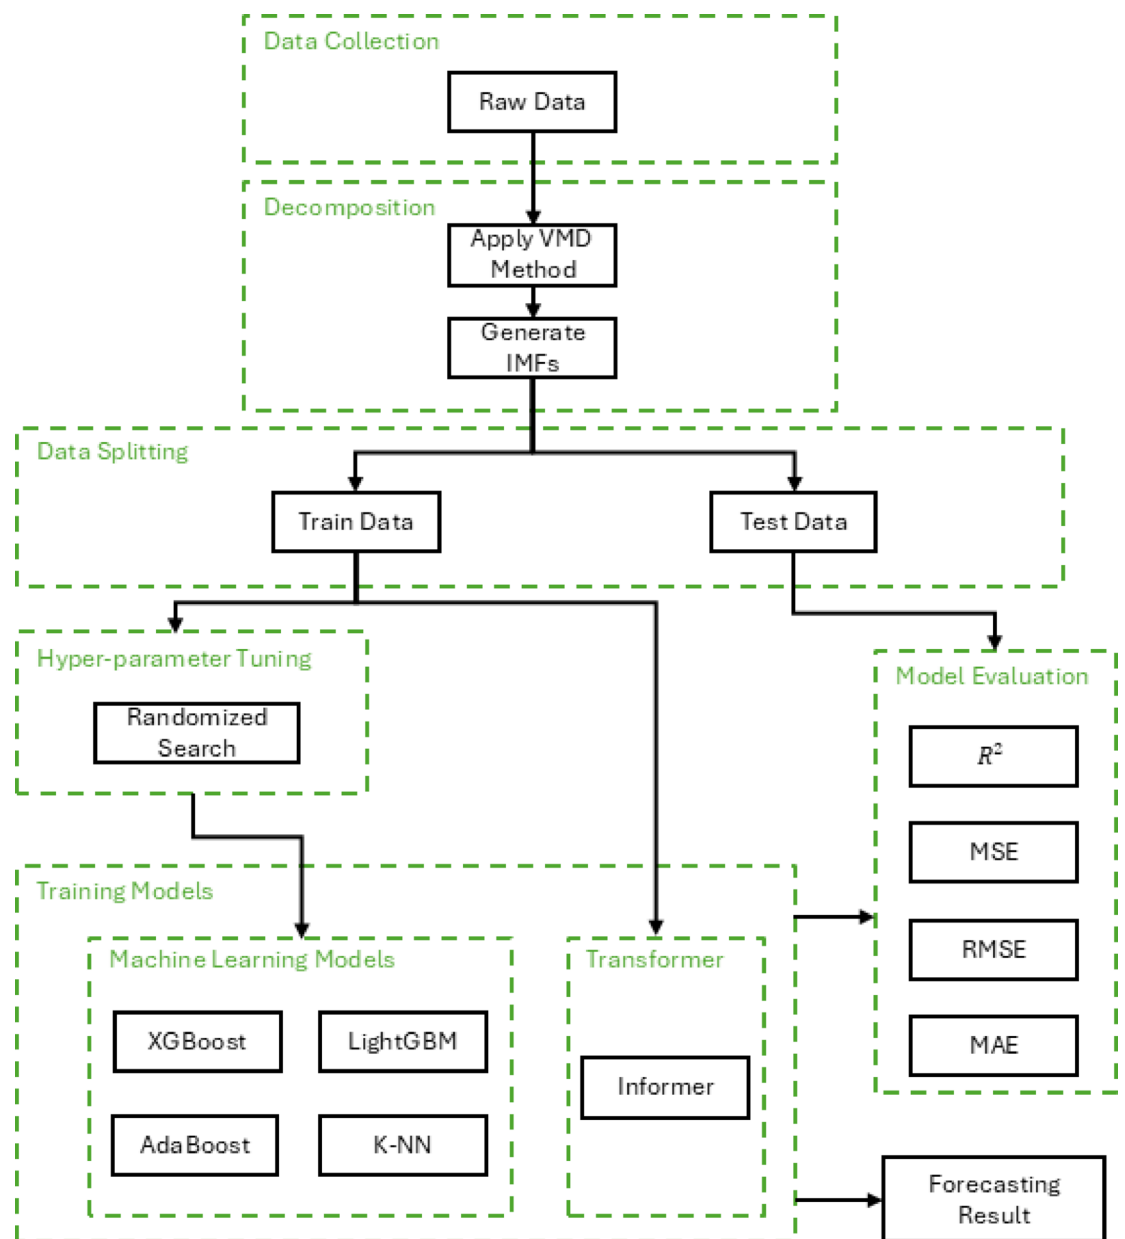 Data Collection
Raw Data
Decomposition
Apply VMD
Method
Generate
IMFs
Data Splitting
Train Data
Test Data
Hyper-parameter Tuning
Randomized
Search
Model Evaluation
R²
MSE
RMSE
MAE
Training Models
Machine Learning Models
XGBoost
LightGBM
AdaBoost
K-NN
Transformer
Informer
Forecasting
Result